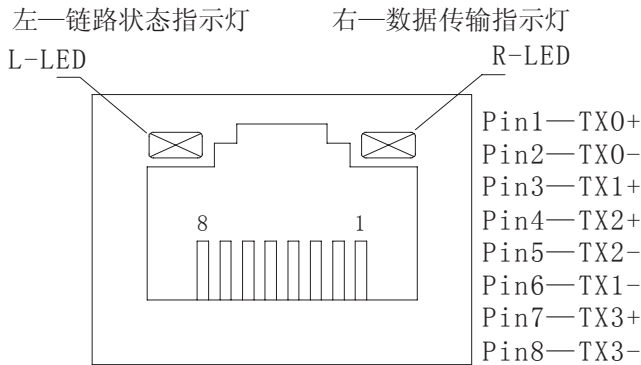 左—链路状态指示灯 右—数据传输指示灯
L-LED R-LED
Pin1—TX0+
Pin2—TX0-
Pin3—TX1+
Pin4—TX2+
Pin5—TX2-
Pin6—TX1-
Pin7—TX3+
Pin8—TX3-
8 1